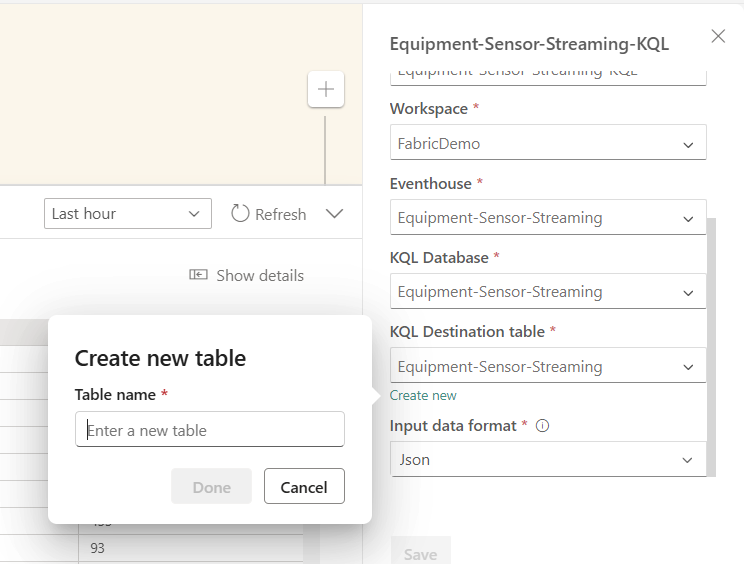 Equipment-Sensor-Streaming-KQL
Equipment-Sensor-Streaming-KQL
Workspace *
FabricDemo
Eventhouse *
Equipment-Sensor-Streaming
KQL Database *
Equipment-Sensor-Streaming
KQL Destination table *
Equipment-Sensor-Streaming
Create new
Input data format *
Json
Save
Last hour
Refresh
Show details
Create new table
Table name *
Enter a new table
Done
Cancel
93